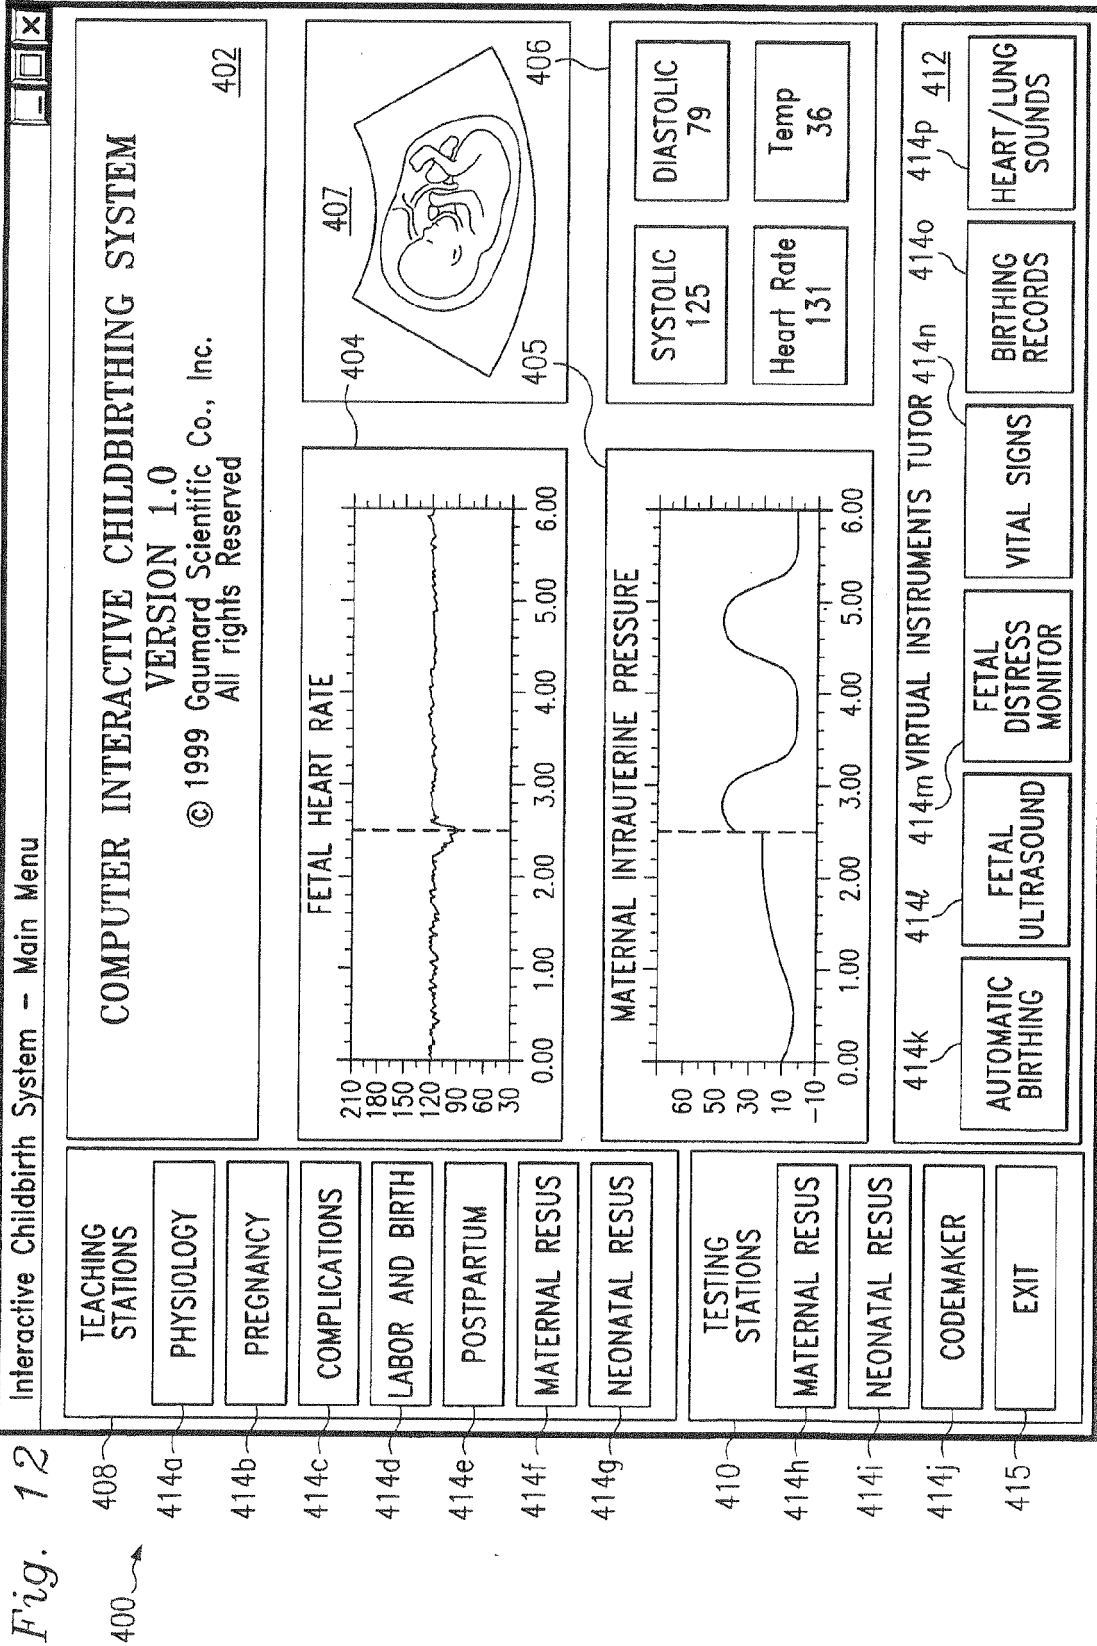 Fig. 12
400
Interactive Childbirth System – Main Menu
408
TEACHING
STATIONS
414a
PHYSIOLOGY
414b
PREGNANCY
414c
COMPLICATIONS
414d
LABOR AND BIRTH
414e
POSTPARTUM
414f
MATERNAL RESUS
414g
NEONATAL RESUS
410
TESTING
STATIONS
414h
MATERNAL RESUS
414i
NEONATAL RESUS
414j
CODEMAKER
415
EXIT
COMPUTER INTERACTIVE CHILDBIRTHING SYSTEM
VERSION 1.0
© 1999 Gaumard Scientific Co., Inc.
All rights Reserved
402
FETAL HEART RATE
404
210
180
150
120
90
60
30
0.00 1.00 2.00 3.00 4.00 5.00 6.00
407
406
MATERNAL INTRAUTERINE PRESSURE
405
60
50
30
10
-10
0.00 1.00 2.00 3.00 4.00 5.00 6.00
SYSTOLIC
125
DIASTOLIC
79
Heart Rate
131
Temp
36
VIRTUAL INSTRUMENTS TUTOR
412
414k
AUTOMATIC
BIRTHING
414ℓ
FETAL
ULTRASOUND
414m
FETAL
DISTRESS
MONITOR
414n
VITAL SIGNS
414o
BIRTHING
RECORDS
414p
HEART/LUNG
SOUNDS